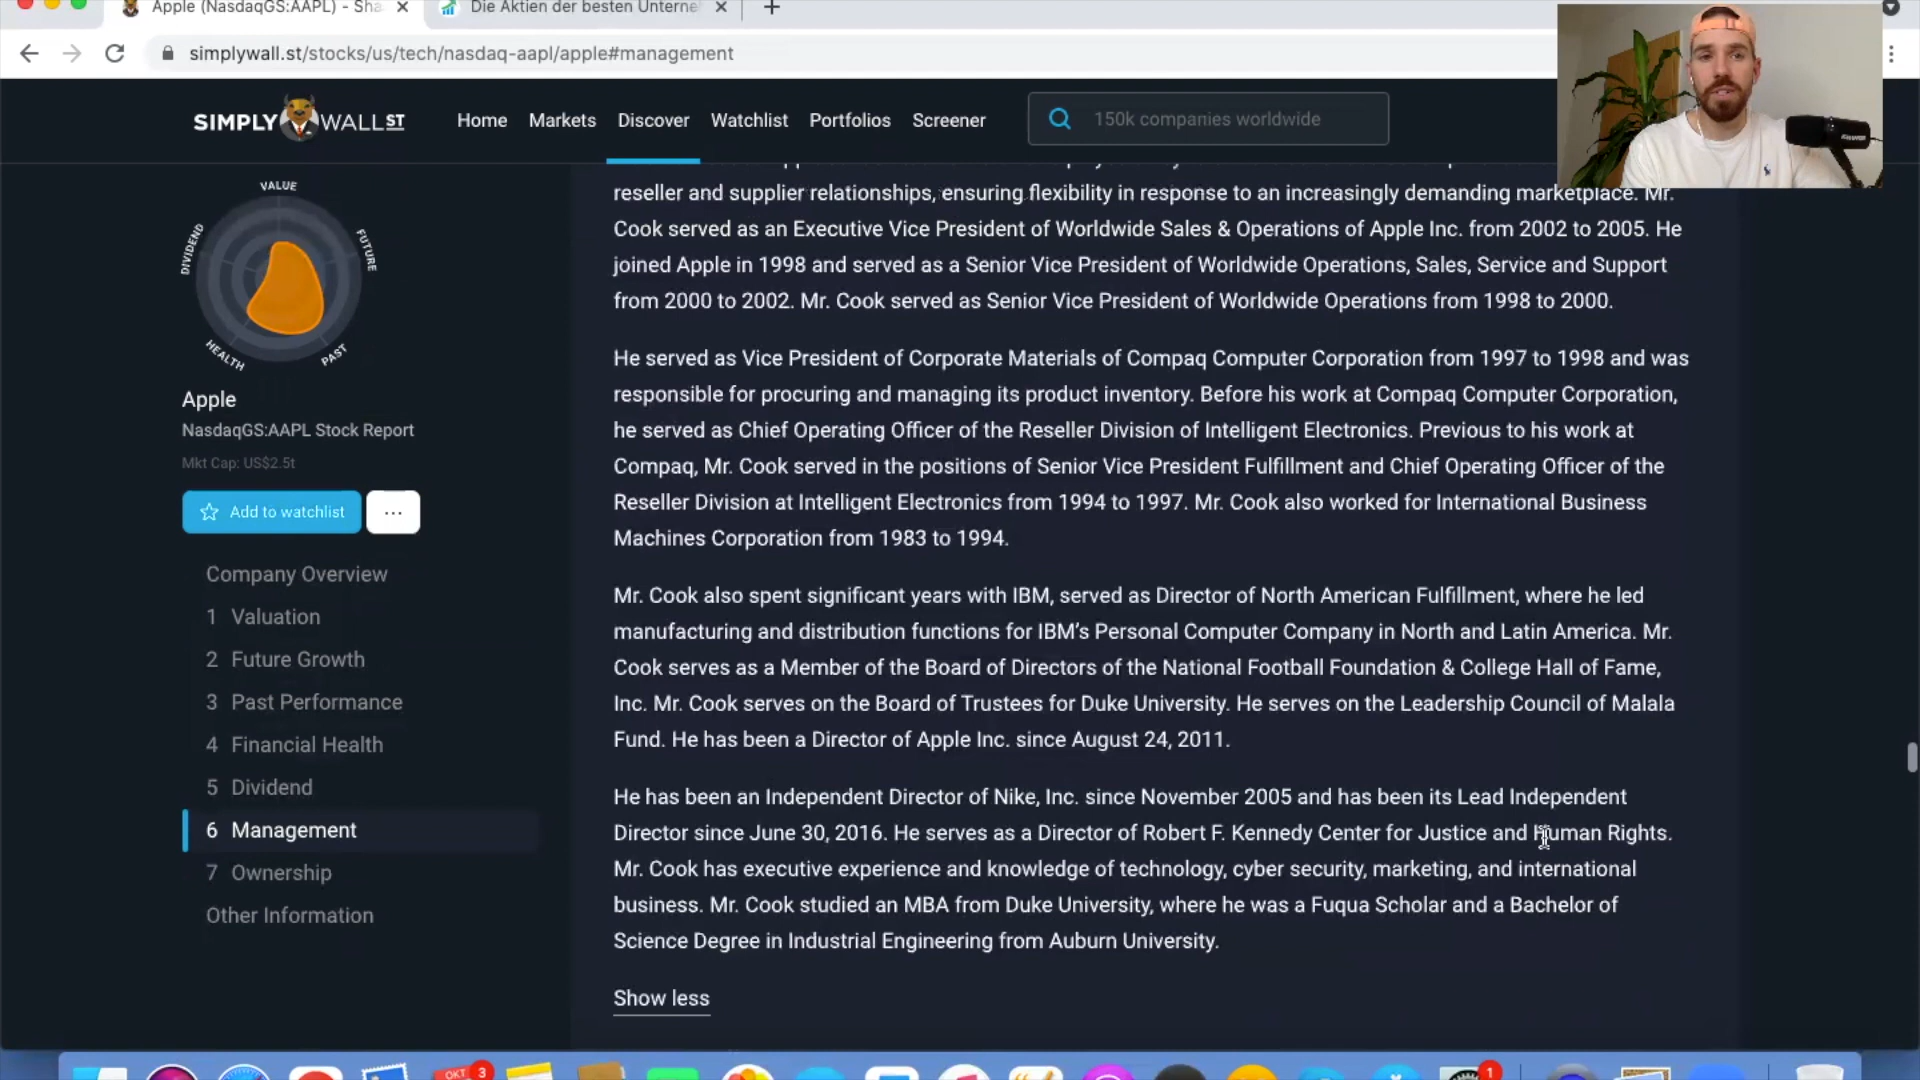 Apple (NasdaqGS:AAPL) - Sha
Die Aktien der besten Unterne
simplywall.st/stocks/us/tech/nasdaq-aapl/apple#management
SIMPLY WALL ST
Home
Markets
Discover
Watchlist
Portfolios
Screener
150k companies worldwide
VALUE
FUTURE
PAST
HEALTH
DIVIDEND
Apple
NasdaqGS:AAPL Stock Report
Mkt Cap: US$2.5t
Add to watchlist
...
Company Overview
1 Valuation
2 Future Growth
3 Past Performance
4 Financial Health
5 Dividend
6 Management
7 Ownership
Other Information
reseller and supplier relationships, ensuring flexibility in response to an increasingly demanding marketplace. Mr.
Cook served as an Executive Vice President of Worldwide Sales & Operations of Apple Inc. from 2002 to 2005. He
joined Apple in 1998 and served as a Senior Vice President of Worldwide Operations, Sales, Service and Support
from 2000 to 2002. Mr. Cook served as Senior Vice President of Worldwide Operations from 1998 to 2000.
He served as Vice President of Corporate Materials of Compaq Computer Corporation from 1997 to 1998 and was
responsible for procuring and managing its product inventory. Before his work at Compaq Computer Corporation,
he served as Chief Operating Officer of the Reseller Division of Intelligent Electronics. Previous to his work at
Compaq, Mr. Cook served in the positions of Senior Vice President Fulfillment and Chief Operating Officer of the
Reseller Division at Intelligent Electronics from 1994 to 1997. Mr. Cook also worked for International Business
Machines Corporation from 1983 to 1994.
Mr. Cook also spent significant years with IBM, served as Director of North American Fulfillment, where he led
manufacturing and distribution functions for IBM's Personal Computer Company in North and Latin America. Mr.
Cook serves as a Member of the Board of Directors of the National Football Foundation & College Hall of Fame,
Inc. Mr. Cook serves on the Board of Trustees for Duke University. He serves on the Leadership Council of Malala
Fund. He has been a Director of Apple Inc. since August 24, 2011.
He has been an Independent Director of Nike, Inc. since November 2005 and has been its Lead Independent
Director since June 30, 2016. He serves as a Director of Robert F. Kennedy Center for Justice and Human Rights.
Mr. Cook has executive experience and knowledge of technology, cyber security, marketing, and international
business. Mr. Cook studied an MBA from Duke University, where he was a Fuqua Scholar and a Bachelor of
Science Degree in Industrial Engineering from Auburn University.
Show less
OKT
3
1